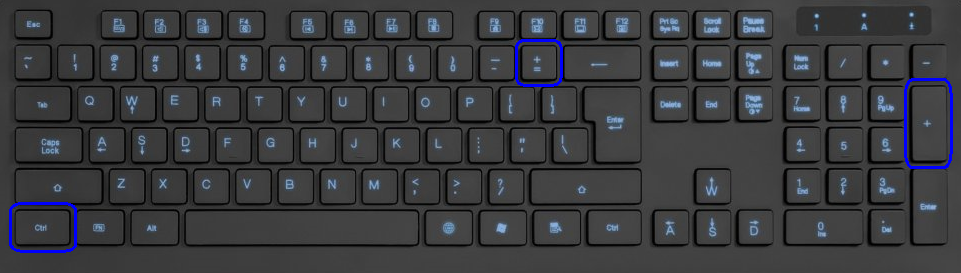 Esc F1 F2 F3 F4 F5 F6 F7 F8 F9 F10 F11 F12 Prt Sc Sys Rq Scroll Lock Pause Break 1 A
~ ` ! 1 @ 2 # 3 $ 4 % 5 ^ 6 & 7 * 8 ( 9 ) 0 — - + = ← Insert Home Page Up Num Lock / * -
Tab Q W ↑ E R T Y U I O P { [ } ] Enter Delete End Page Down 7 Home 8 ↑ 9 PgUp +
Caps Lock A ← S ↓ D → F G H J K L : ; " ' | \ 4 ← 5 6 →
⇧ Z X C V B N M < , > . ? / ⇧ W ↑ 1 End 2 ↓ 3 PgDn Enter
Ctrl FN Alt Ctrl A ← S ↓ D → 0 Ins . Del